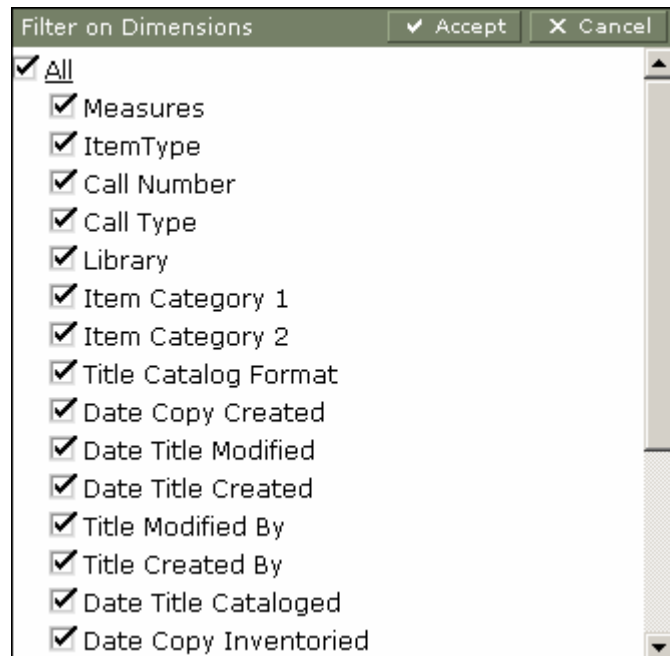 Filter on Dimensions Accept Cancel
All
Measures
ItemType
Call Number
Call Type
Library
Item Category 1
Item Category 2
Title Catalog Format
Date Copy Created
Date Title Modified
Date Title Created
Title Modified By
Title Created By
Date Title Cataloged
Date Copy Inventoried